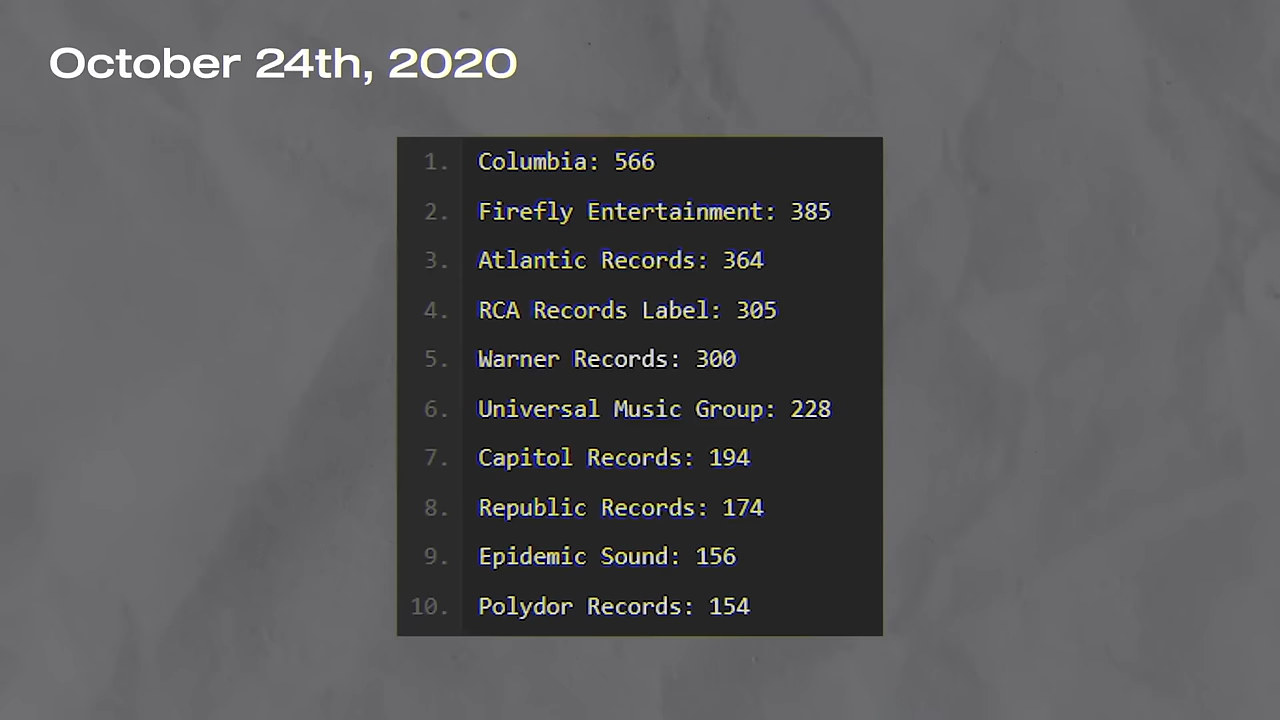 October 24th, 2020
1. Columbia: 566
2. Firefly Entertainment: 385
3. Atlantic Records: 364
4. RCA Records Label: 305
5. Warner Records: 300
6. Universal Music Group: 228
7. Capitol Records: 194
8. Republic Records: 174
9. Epidemic Sound: 156
10. Polydor Records: 154